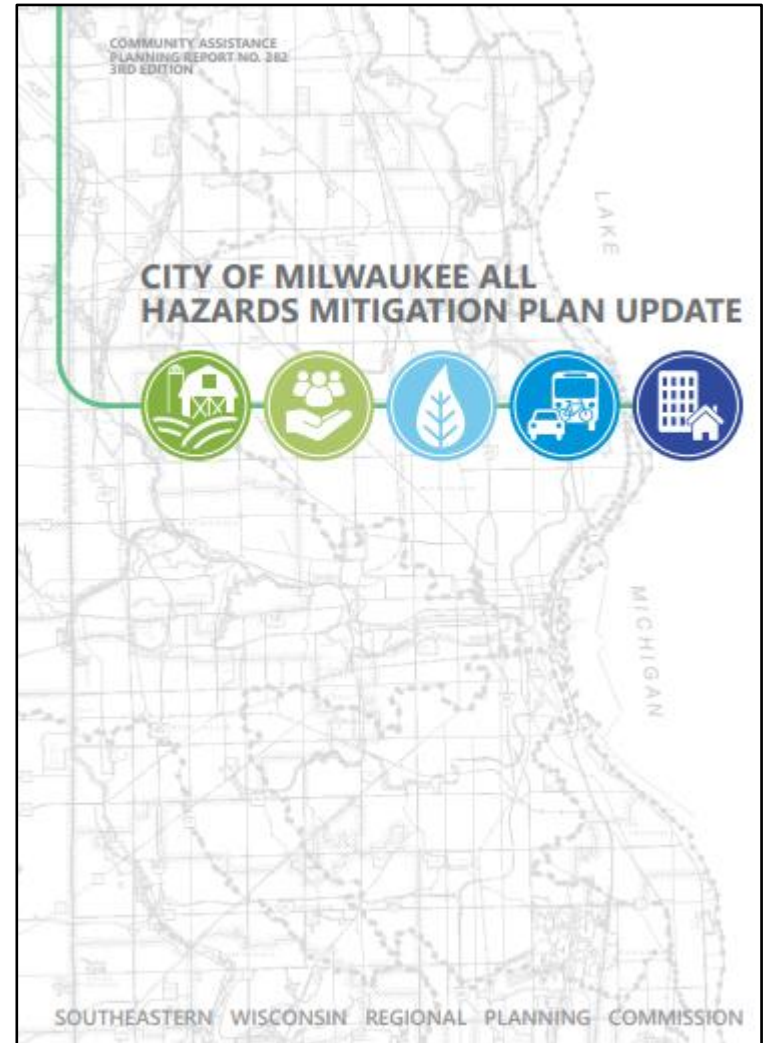 COMMUNITY ASSISTANCE
PLANNING REPORT NO. 282
3RD EDITION
LAKE
CITY OF MILWAUKEE ALL
HAZARDS MITIGATION PLAN UPDATE
MICHIGAN
SOUTHEASTERN WISCONSIN REGIONAL PLANNING COMMISSION